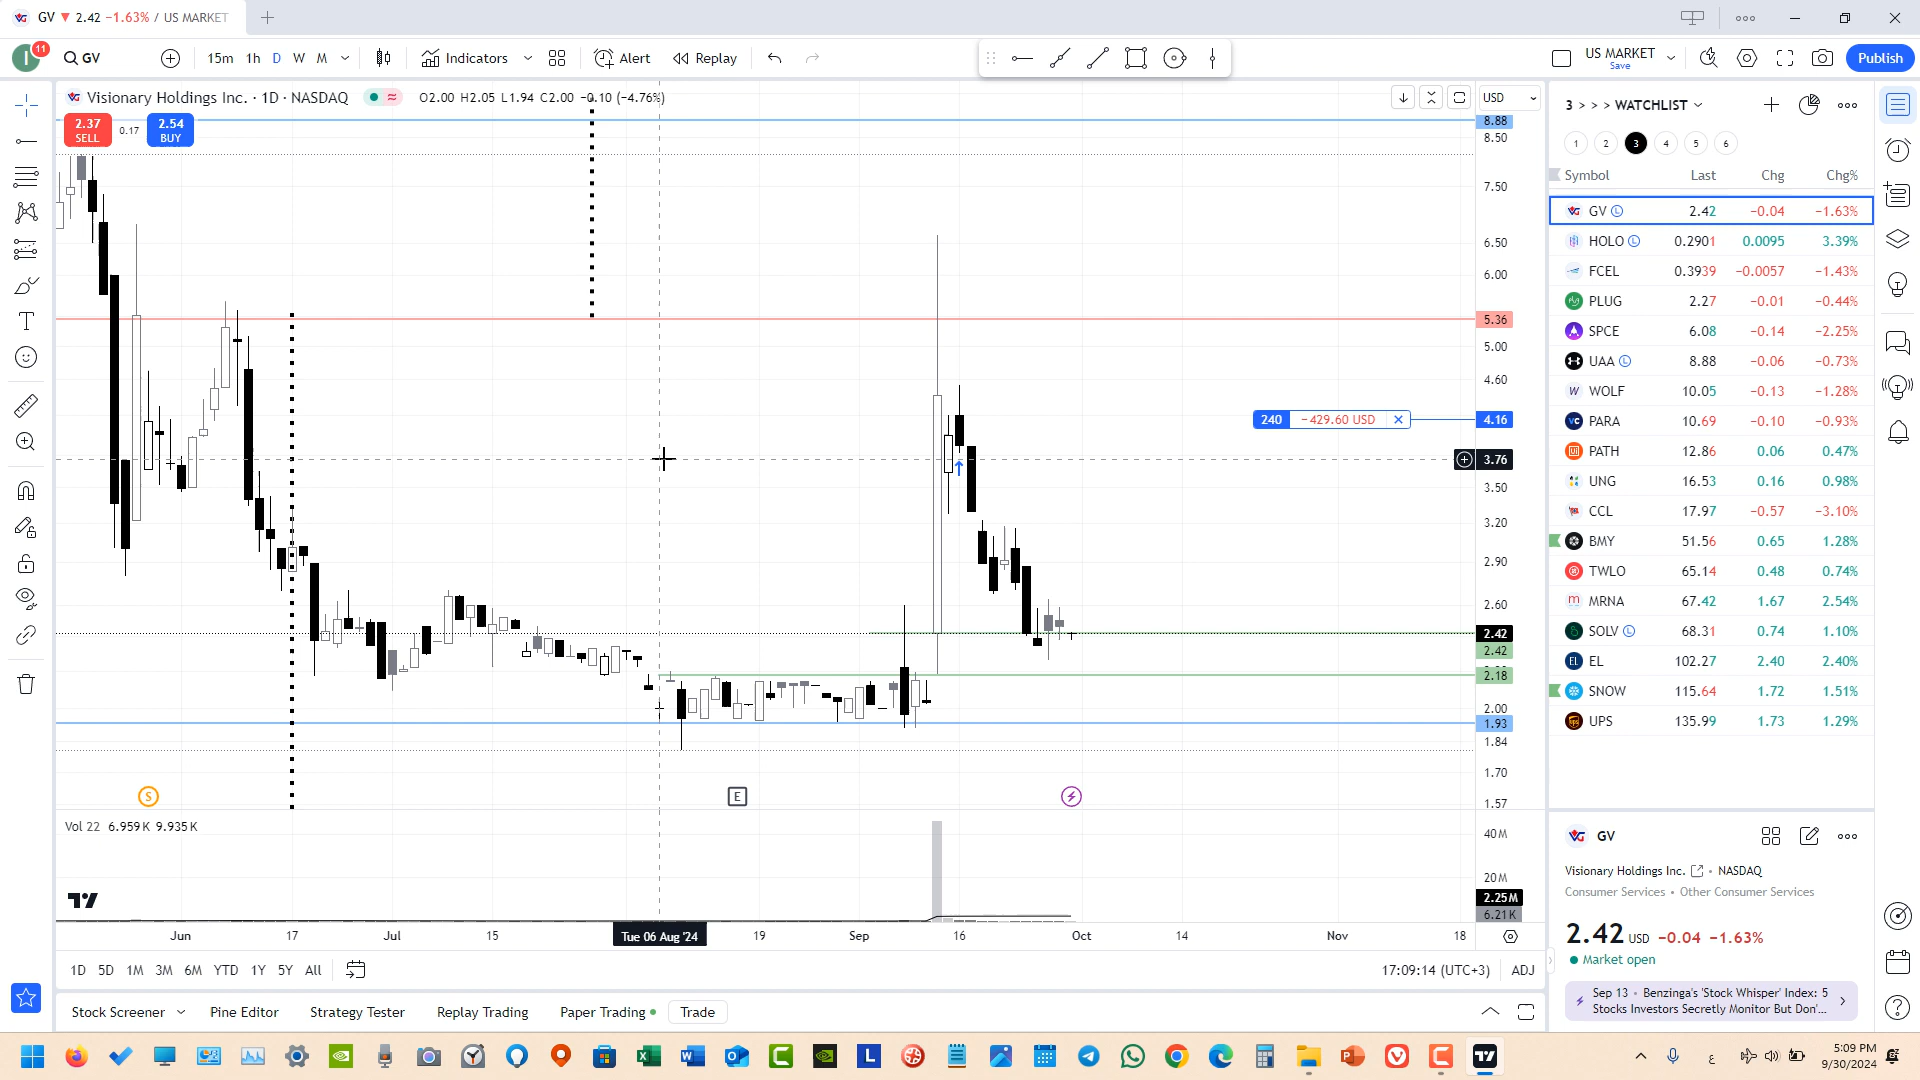 GV ▼ 2.42 −1.63% / US MARKET
I 11 GV 15m 1h D W M Indicators Alert Replay US MARKET Save Publish
Visionary Holdings Inc. · 1D · NASDAQ O2.00 H2.05 L1.94 C2.00 −0.10 (−4.76%)
2.37 SELL 0.17 2.54 BUY
USD
8.88
8.50
7.50
6.50
6.00
5.36
5.00
4.60
240 −429.60 USD 4.16
3.76
3.50
3.20
2.90
2.60
2.42
2.42
2.18
2.00
1.93
1.84
1.70
1.57
S E
Vol 22 6.959 K 9.935 K
40 M
20 M
2.25 M
6.21 K
Jun 17 Jul 15 Tue 06 Aug '24 19 Sep 16 Oct 14 Nov 18
1D 5D 1M 3M 6M YTD 1Y 5Y All 17:09:14 (UTC+3) ADJ
Stock Screener Pine Editor Strategy Tester Replay Trading Paper Trading Trade
3 > > > WATCHLIST
1 2 3 4 5 6
Symbol Last Chg Chg%
GV L 2.42 −0.04 −1.63%
HOLO L 0.2901 0.0095 3.39%
FCEL 0.3939 −0.0057 −1.43%
PLUG 2.27 −0.01 −0.44%
SPCE 6.08 −0.14 −2.25%
UAA L 8.88 −0.06 −0.73%
WOLF 10.05 −0.13 −1.28%
PARA 10.69 −0.10 −0.93%
PATH 12.86 0.06 0.47%
UNG 16.53 0.16 0.98%
CCL 17.97 −0.57 −3.10%
BMY 51.56 0.65 1.28%
TWLO 65.14 0.48 0.74%
MRNA 67.42 1.67 2.54%
SOLV L 68.31 0.74 1.10%
EL 102.27 2.40 2.40%
SNOW 115.64 1.72 1.51%
UPS 135.99 1.73 1.29%
GV
Visionary Holdings Inc. • NASDAQ
Consumer Services • Other Consumer Services
2.42 USD −0.04 −1.63%
Market open
Sep 13 • Benzinga's 'Stock Whisper' Index: 5
Stocks Investors Secretly Monitor But Don'...
ع 5:09 PM
9/30/2024